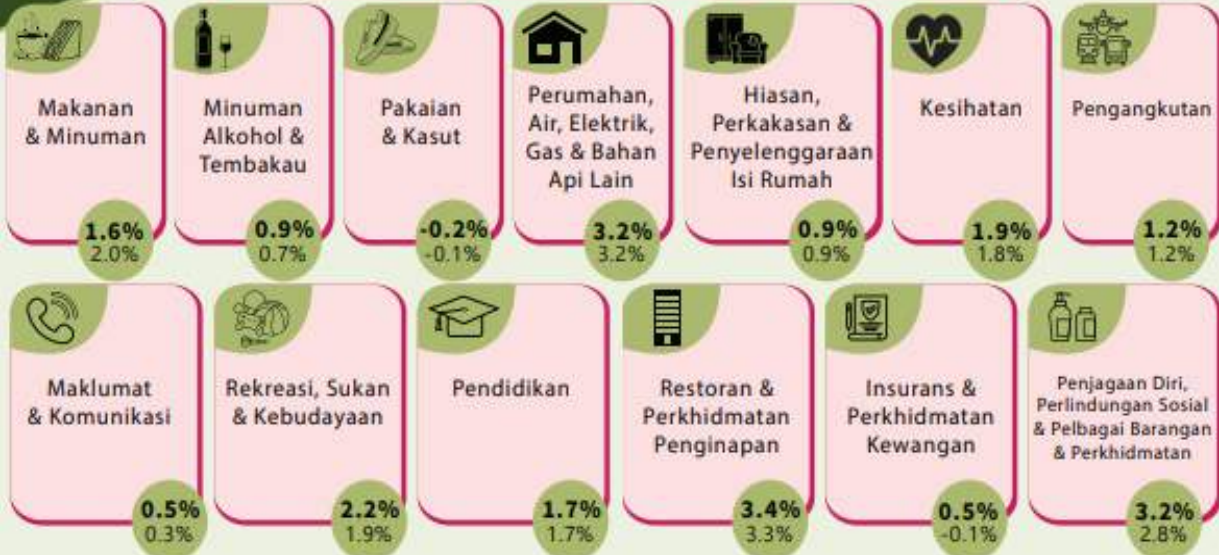 Makanan
& Minuman
1.6%
2.0%
Minuman
Alkohol &
Tembakau
0.9%
0.7%
Pakaian
& Kasut
-0.2%
-0.1%
Perumahan,
Air, Elektrik,
Gas & Bahan
Api Lain
3.2%
3.2%
Hiasan,
Perkakasan &
Penyelenggaraan
Isi Rumah
0.9%
0.9%
Kesihatan
1.9%
1.8%
Pengangkutan
1.2%
1.2%
Maklumat
& Komunikasi
0.5%
0.3%
Rekreasi, Sukan
& Kebudayaan
2.2%
1.9%
Pendidikan
1.7%
1.7%
Restoran &
Perkhidmatan
Penginapan
3.4%
3.3%
Insurans &
Perkhidmatan
Kewangan
0.5%
-0.1%
Penjagaan Diri,
Perlindungan Sosial
& Pelbagai Barangan
& Perkhidmatan
3.2%
2.8%